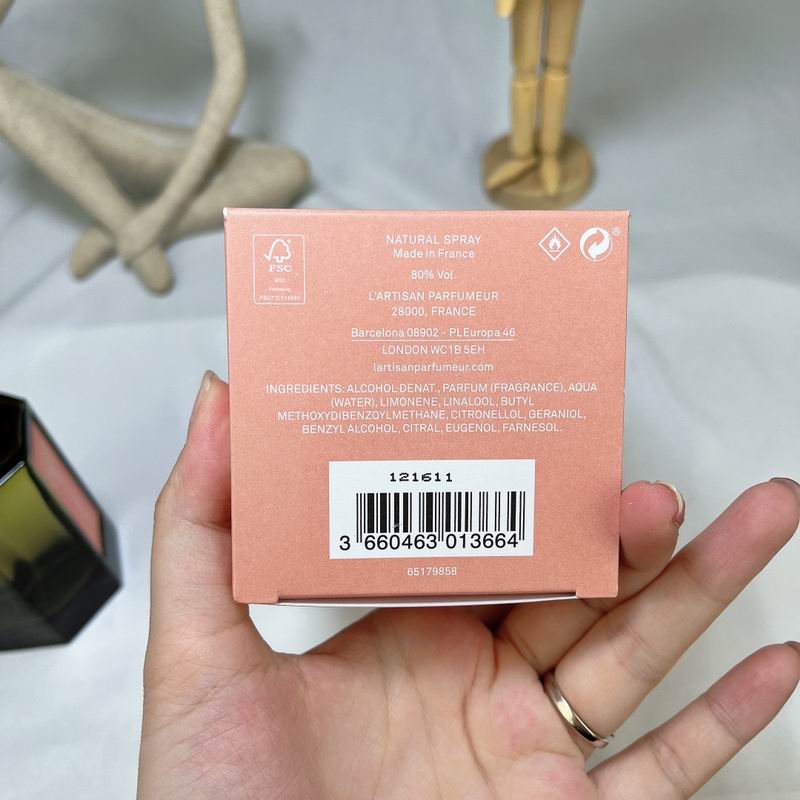 FSC
MIX
Packaging
NATURAL SPRAY
Made in France
80% Vol.
L'ARTISAN PARFUMEUR
28000, FRANCE
Barcelona 08902 - PLEuropa 46
LONDON WC1B 5EH
lartisanparfumeur.com
INGREDIENTS: ALCOHOL DENAT., PARFUM (FRAGRANCE), AQUA
(WATER), LIMONENE, LINALOOL, BUTYL
METHOXYDIBENZOYLMETHANE, CITRONELLOL, GERANIOL,
BENZYL ALCOHOL, CITRAL, EUGENOL, FARNESOL.
121611
3 660463 013664
65179858